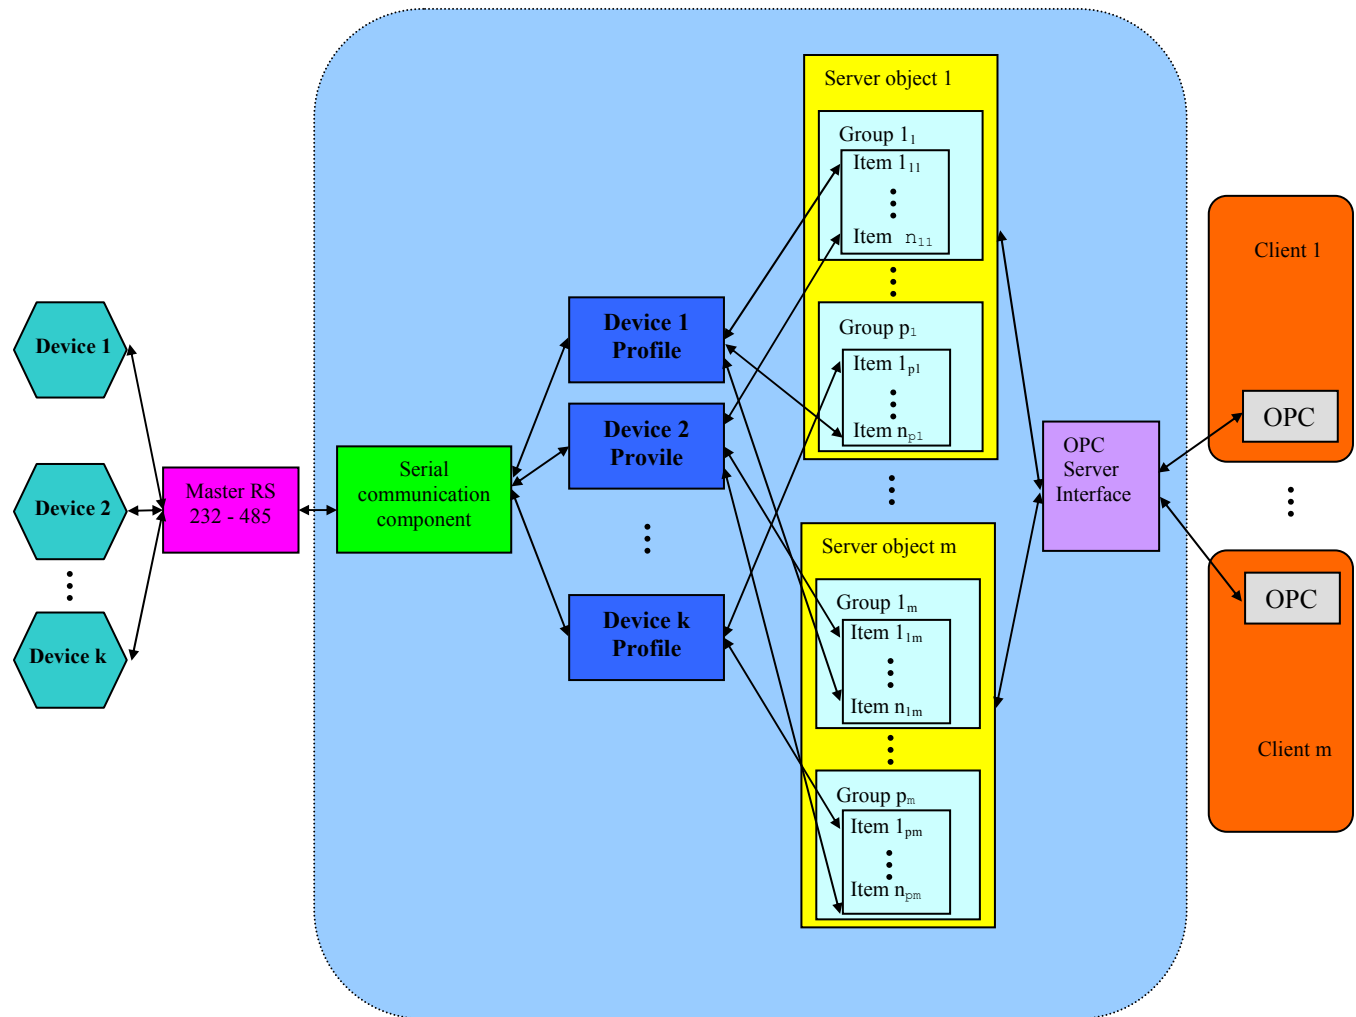 Device 1
Device 2
Device k
Master RS
232 - 485
Serial
communication
component
Device 1
Profile
Device 2
Provile
Device k
Profile
Server object 1
Group 1₁
Item 1₁₁
Item n₁₁
Group p₁
Item 1ₚ₁
Item nₚ₁
Server object m
Group 1ₘ
Item 1₁ₘ
Item n₁ₘ
Group pₘ
Item 1ₚₘ
Item nₚₘ
OPC
Server
Interface
Client 1
OPC
OPC
Client m